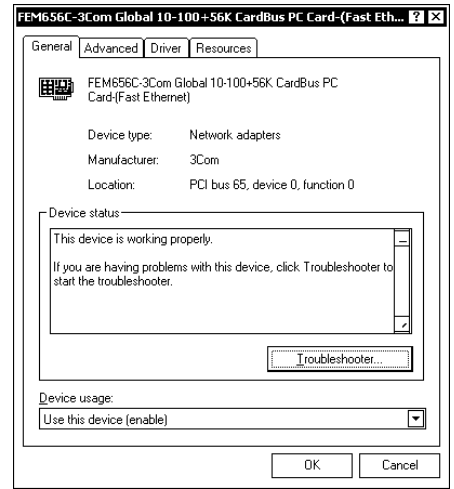 FEM656C-3Com Global 10-100+56K CardBus PC Card-(Fast Eth...
General Advanced Driver Resources
FEM656C-3Com Global 10-100+56K CardBus PC
Card-(Fast Ethernet)
Device type: Network adapters
Manufacturer: 3Com
Location: PCI bus 65, device 0, function 0
Device status
This device is working properly.
If you are having problems with this device, click Troubleshooter to
start the troubleshooter.
Troubleshooter...
Device usage:
Use this device (enable)
OK Cancel